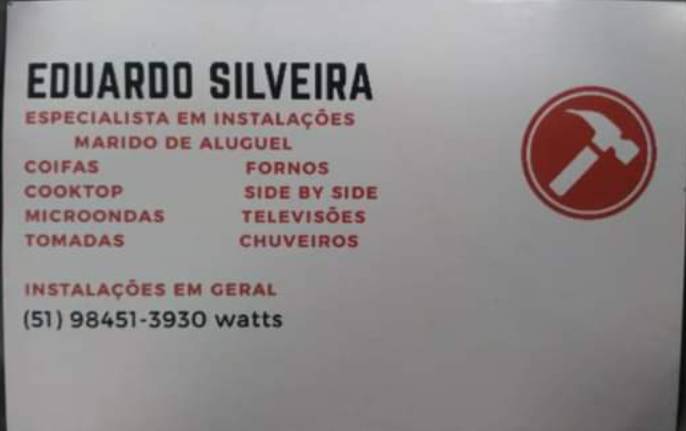 EDUARDO SILVEIRA
ESPECIALISTA EM INSTALAÇÕES
MARIDO DE ALUGUEL
COIFAS FORNOS
COOKTOP SIDE BY SIDE
MICROONDAS TELEVISÕES
TOMADAS CHUVEIROS
INSTALAÇÕES EM GERAL
(51) 98451-3930 watts